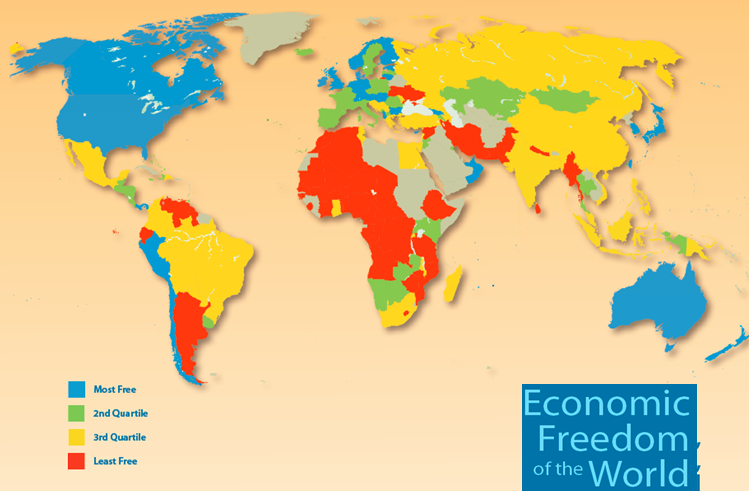 Most Free
2nd Quartile
3rd Quartile
Least Free
Economic
Freedom
of the World